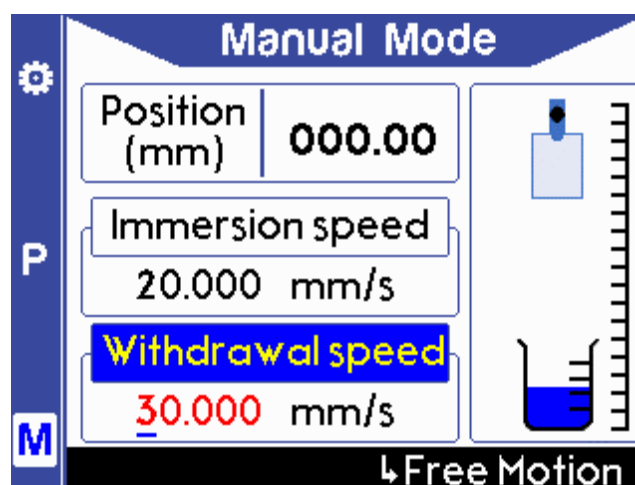 Manual Mode
Position
(mm)
000.00
Immersion speed
20.000 mm/s
P
Withdrawal speed
30.000 mm/s
M
↳Free Motion